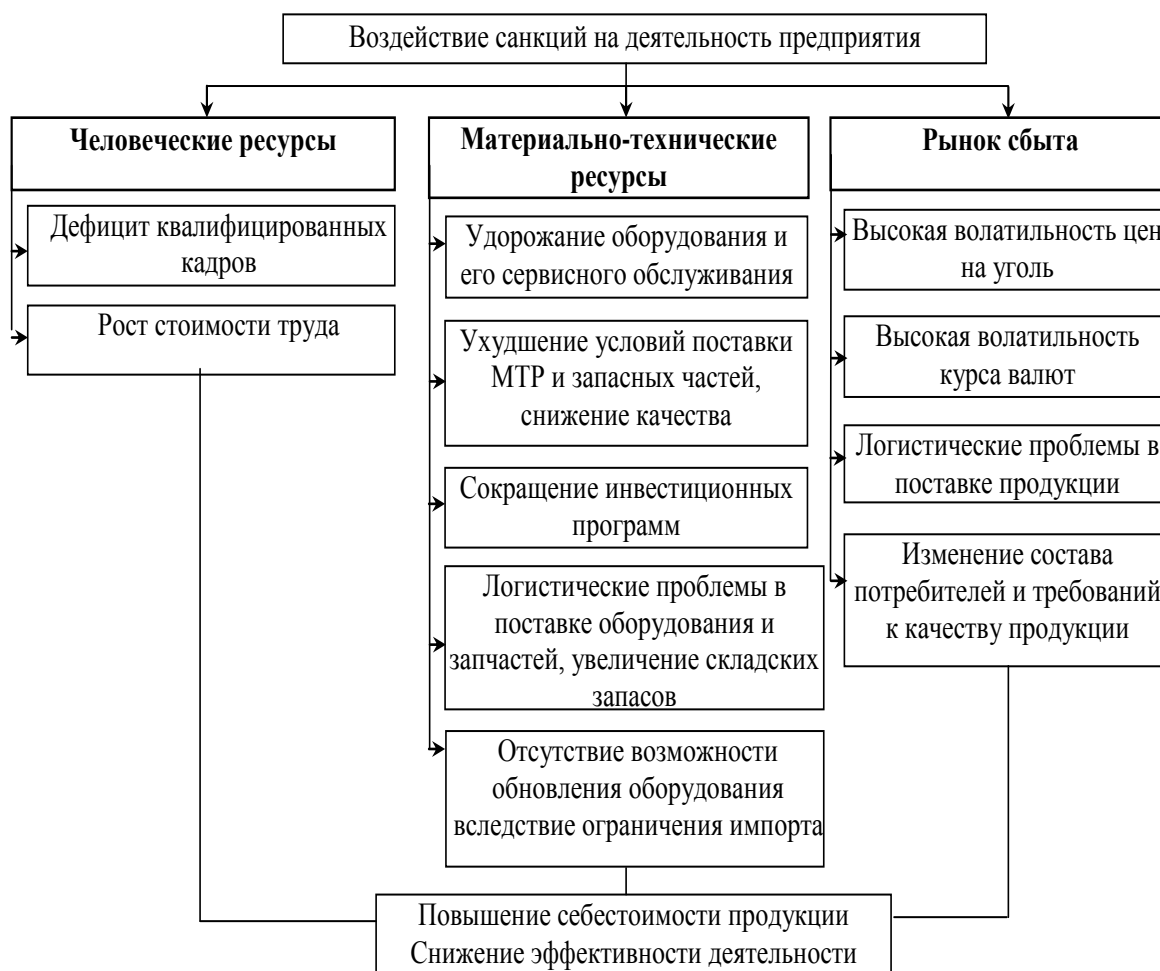 Воздействие санкций на деятельность предприятия
Человеческие ресурсы
Дефицит квалифицированных
кадров
Рост стоимости труда
Материально-технические
ресурсы
Удорожание оборудования и
его сервисного обслуживания
Ухудшение условий поставки
МТР и запасных частей,
снижение качества
Сокращение инвестиционных
программ
Логистические проблемы в
поставке оборудования и
запчастей, увеличение складских
запасов
Отсутствие возможности
обновления оборудования
вследствие ограничения импорта
Рынок сбыта
Высокая волатильность цен
на уголь
Высокая волатильность
курса валют
Логистические проблемы в
поставке продукции
Изменение состава
потребителей и требований
к качеству продукции
Повышение себестоимости продукции
Снижение эффективности деятельности